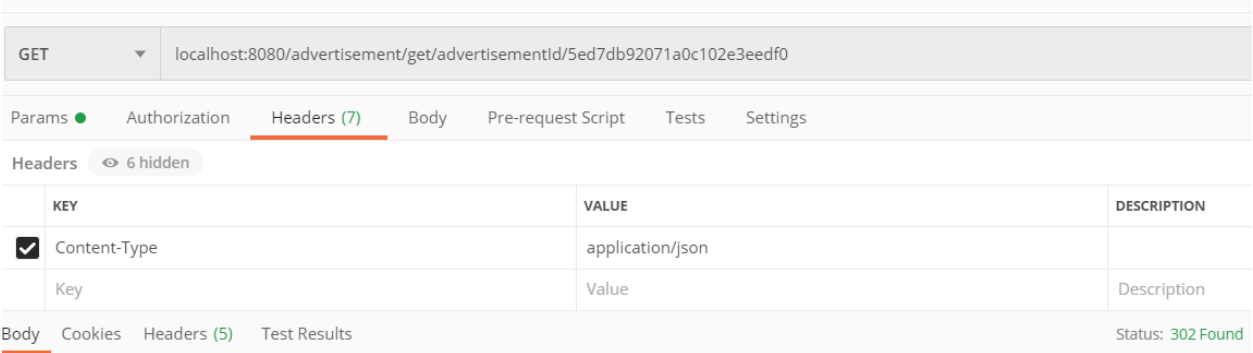 GET localhost:8080/advertisement/get/advertisementId/5ed7db92071a0c102e3eedf0
Params Authorization Headers (7) Body Pre-request Script Tests Settings
Headers 6 hidden
KEY VALUE DESCRIPTION
Content-Type application/json
Key Value Description
Body Cookies Headers (5) Test Results Status: 302 Found